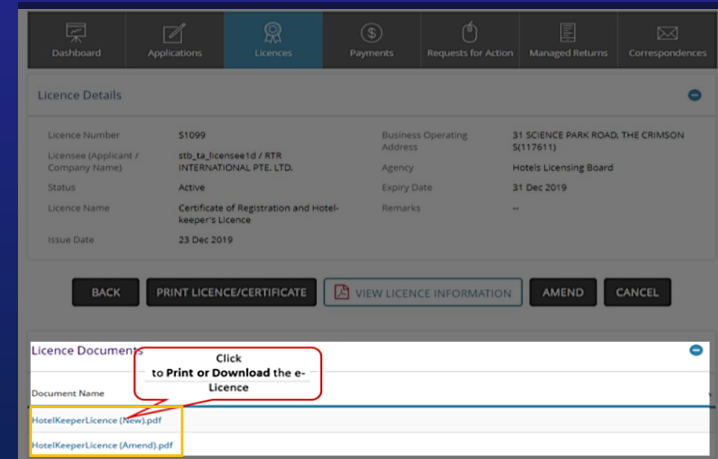 Dashboard
Applications
Licences
Payments
Requests for Action
Managed Returns
Correspondences
Licence Details
Licence Number S1099
Licensee (Applicant / Company Name) stb_ta_licensee1d / RTR INTERNATIONAL PTE. LTD.
Status Active
Licence Name Certificate of Registration and Hotel-keeper's Licence
Issue Date 23 Dec 2019
Business Operating Address 31 SCIENCE PARK ROAD, THE CRIMSON S(117611)
Agency Hotels Licensing Board
Expiry Date 31 Dec 2019
Remarks --
BACK
PRINT LICENCE/CERTIFICATE
VIEW LICENCE INFORMATION
AMEND
CANCEL
Licence Documents
Click
to Print or Download the e-
Licence
Document Name
HotelKeeperLicence (New).pdf
HotelKeeperLicence (Amend).pdf